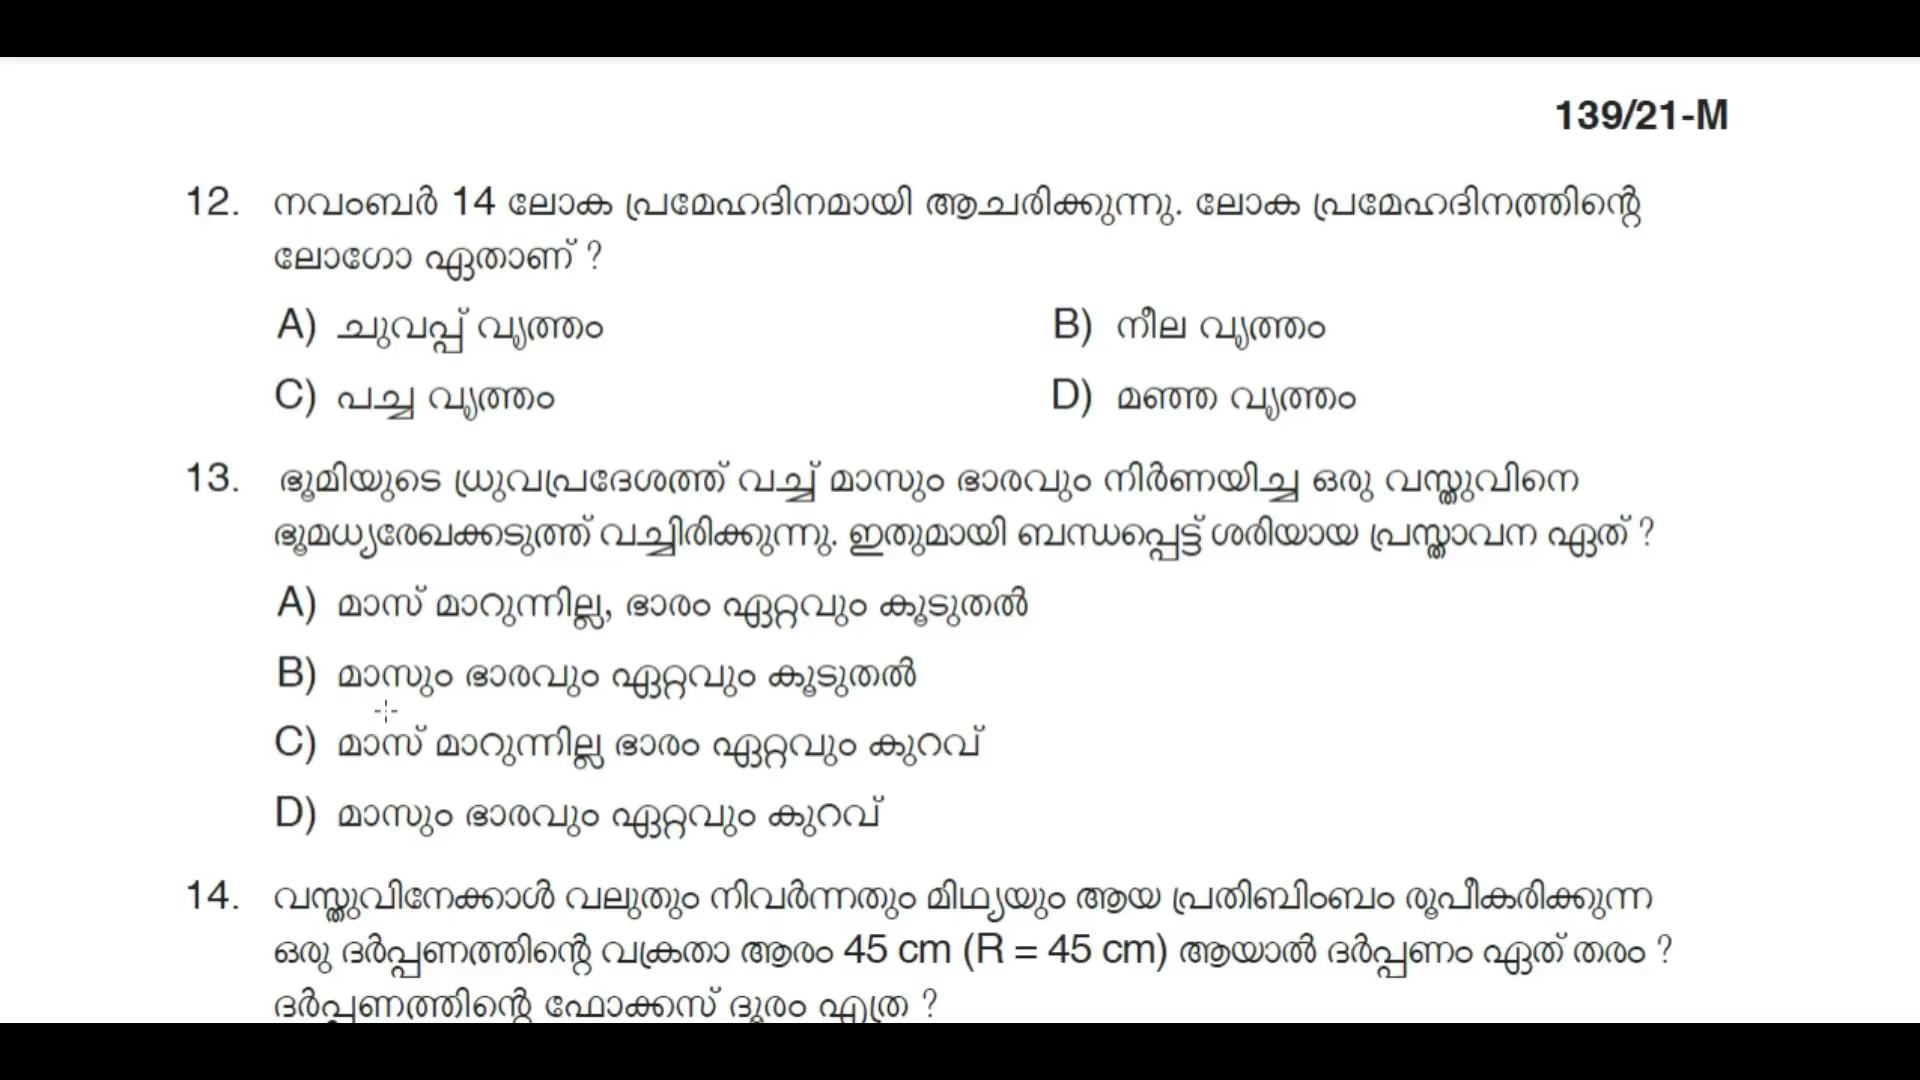 139/21-M
12. നവംബർ 14 ലോക പ്രമേഹദിനമായി ആചരിക്കുന്നു. ലോക പ്രമേഹദിനത്തിന്റെ
ലോഗോ ഏതാണ് ?
A) ചുവപ്പ് വൃത്തം B) നീല വൃത്തം
C) പച്ച വൃത്തം D) മഞ്ഞ വൃത്തം
13. ഭൂമിയുടെ ധ്രുവപ്രദേശത്ത് വച്ച് മാസും ഭാരവും നിർണയിച്ച ഒരു വസ്തുവിനെ
ഭൂമധ്യരേഖക്കടുത്ത് വച്ചിരിക്കുന്നു. ഇതുമായി ബന്ധപ്പെട്ട് ശരിയായ പ്രസ്താവന ഏത് ?
A) മാസ് മാറുന്നില്ല, ഭാരം ഏറ്റവും കൂടുതൽ
B) മാസും ഭാരവും ഏറ്റവും കൂടുതൽ
C) മാസ് മാറുന്നില്ല ഭാരം ഏറ്റവും കുറവ്
D) മാസും ഭാരവും ഏറ്റവും കുറവ്
14. വസ്തുവിനേക്കാൾ വലുതും നിവർന്നതും മിഥ്യയും ആയ പ്രതിബിംബം രൂപീകരിക്കുന്ന
ഒരു ദർപ്പണത്തിന്റെ വക്രതാ ആരം 45 cm (R = 45 cm) ആയാൽ ദർപ്പണം ഏത് തരം ?
ദർപ്പണത്തിന്റെ ഫോക്കസ് ദൂരം എത്ര ?